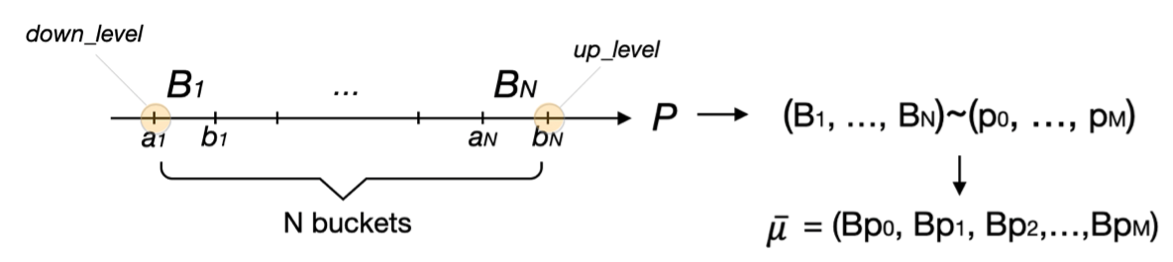 down_level
up_level
B1 ... BN
a1 b1 aN bN P → (B1, ..., BN)~(p0, ..., pM)
N buckets
μ̄ = (Bp0, Bp1, Bp2,...,BpM)